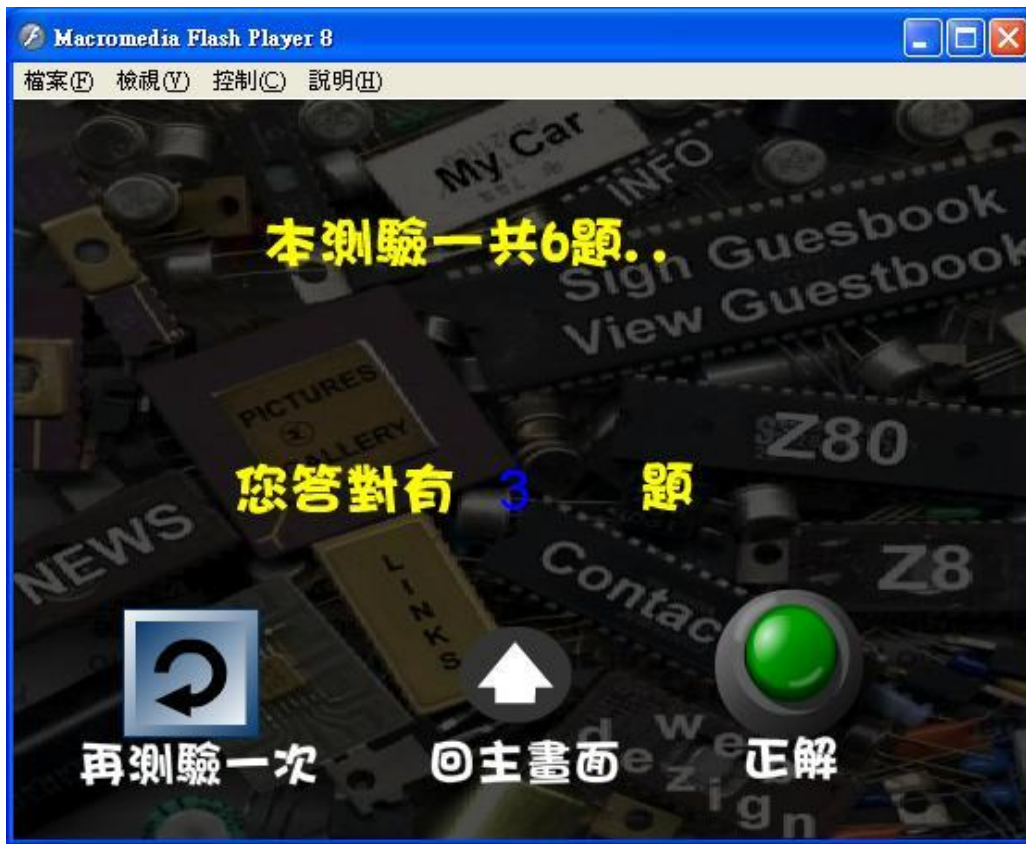 Macromedia Flash Player 8
檔案(F) 檢視(V) 控制(C) 說明(H)
My Car
INFO
本測驗一共6題..
Sign Guesbook
View Guestbook
PICTURES
GALLERY
Z80
您答對有 3 題
NEWS
LINKS
Contac
Z8
再測驗一次
回主畫面
正解
dewezign